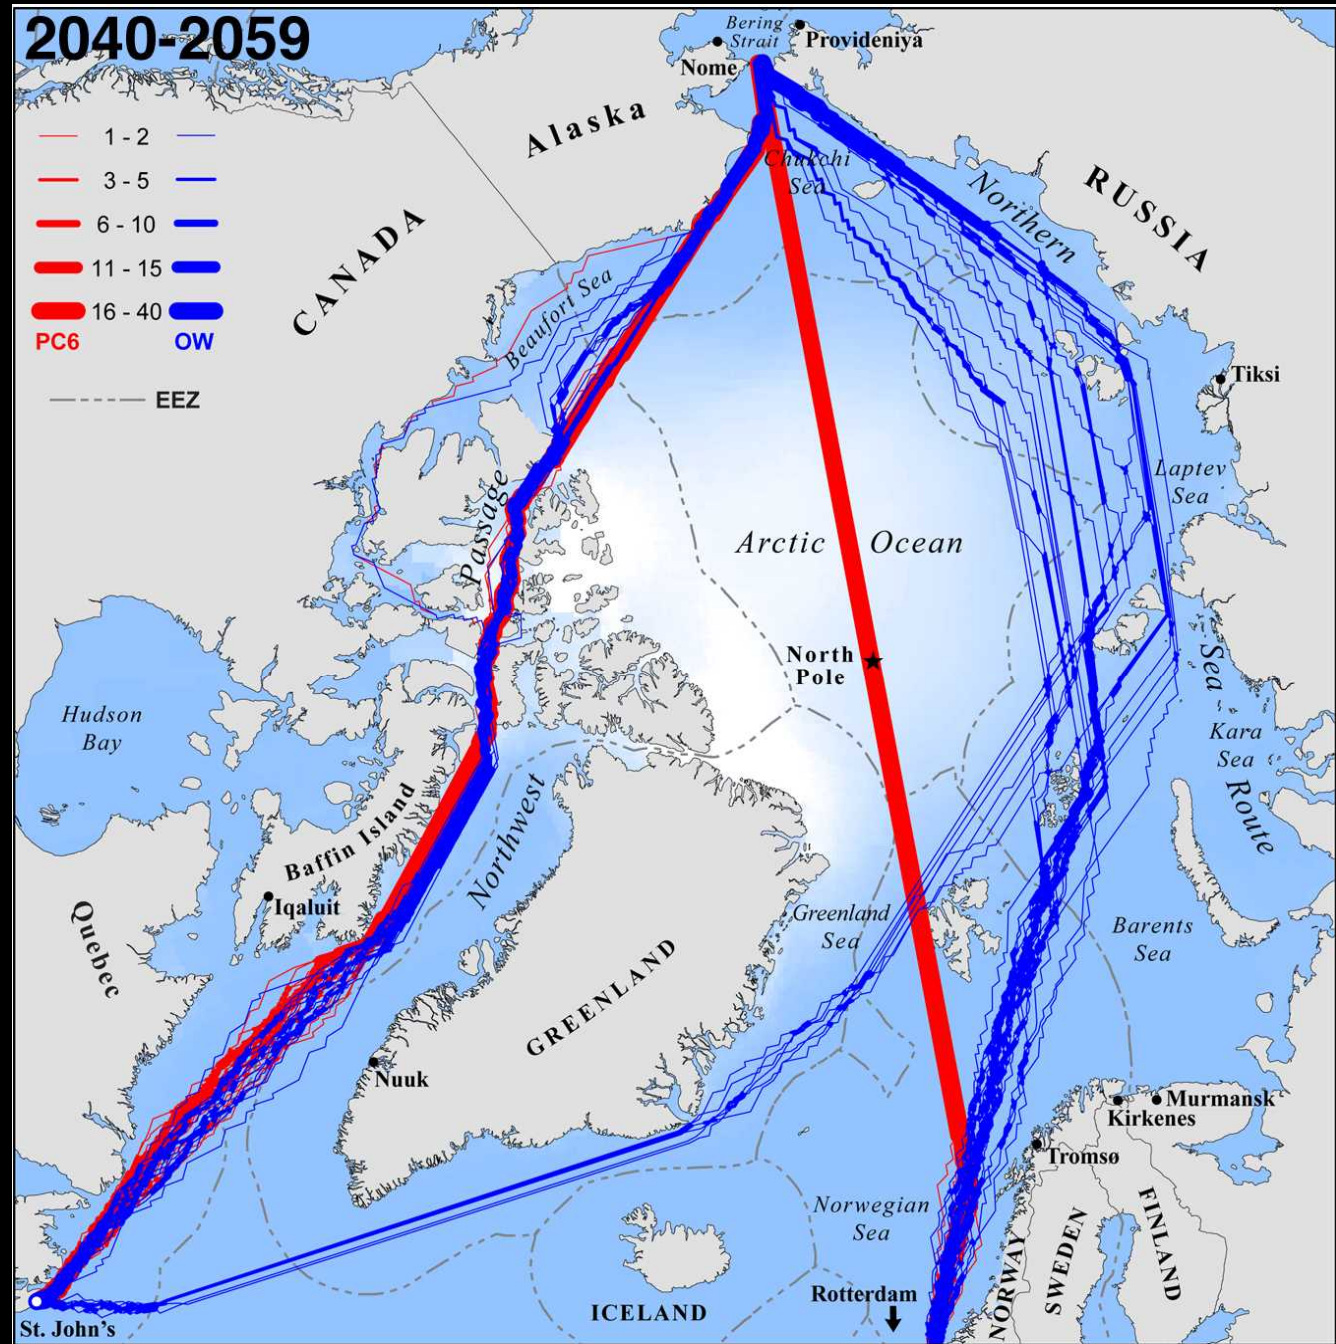 2040-2059
Bering
Strait
Provideniya
Nome
1 - 2
3 - 5
6 - 10
11 - 15
16 - 40
PC6 OW
EEZ
Alaska
Chukchi
Sea
Northern
RUSSIA
CANADA
Beaufort Sea
Tiksi
Laptev
Sea
Passage
Arctic Ocean
North
Pole
Sea
Kara
Sea
Route
Hudson
Bay
Northwest
Baffin Island
Iqaluit
Quebec
Greenland
Sea
Barents
Sea
GREENLAND
Nuuk
Murmansk
Kirkenes
Tromsø
Norwegian
Sea
NORWAY
SWEDEN
FINLAND
Rotterdam
ICELAND
St. John's